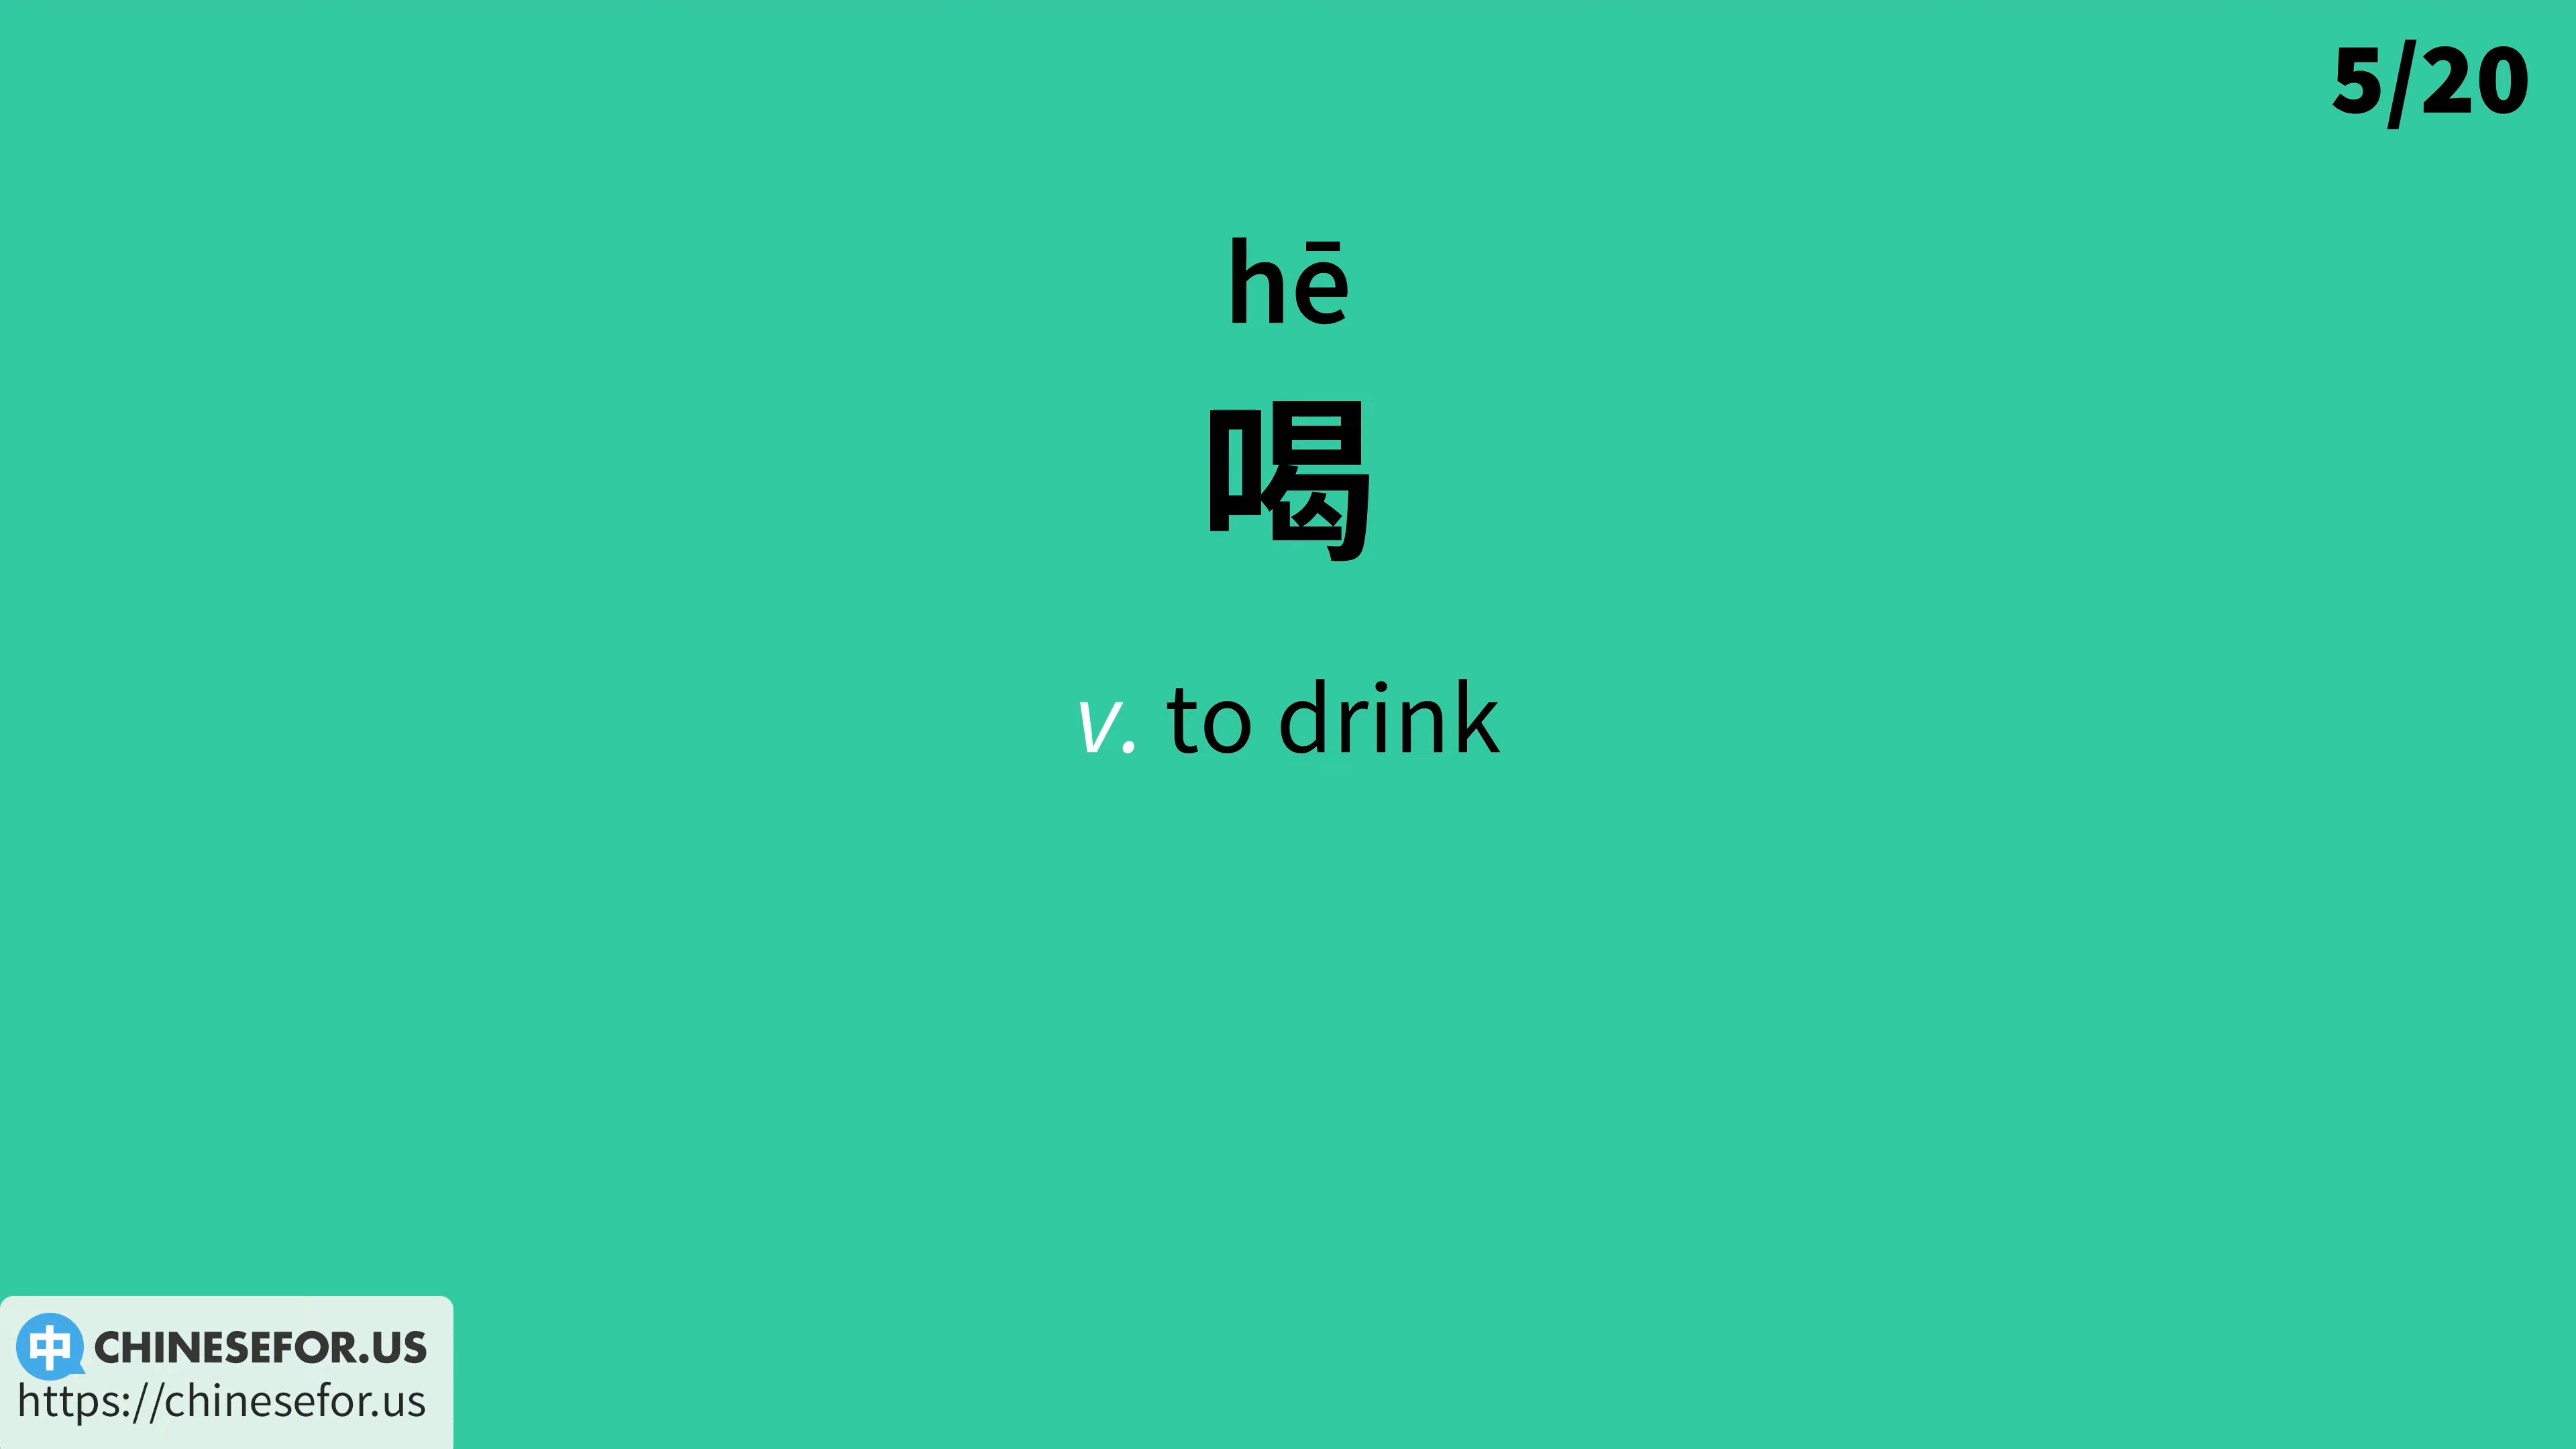 5/20
hē
喝
v. to drink
中 CHINESEFOR.US
https://chinesefor.us